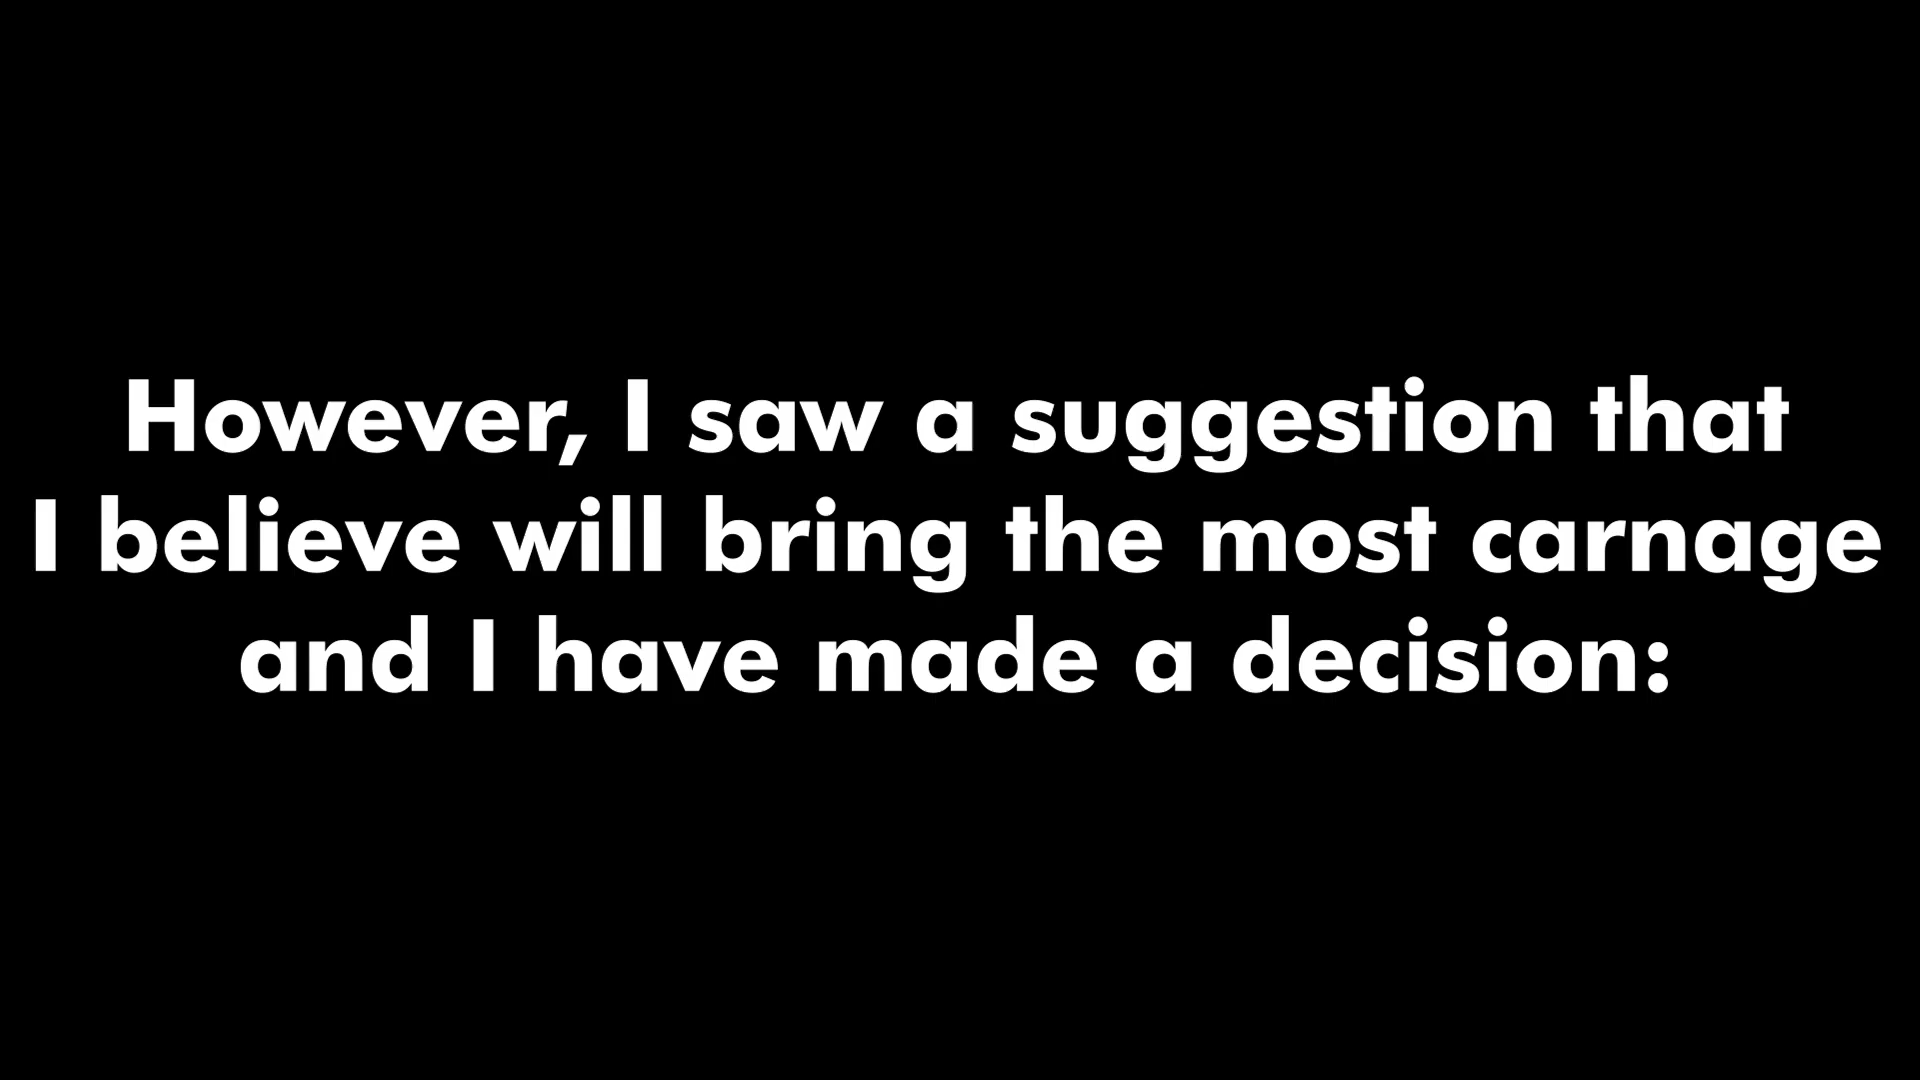 However, I saw a suggestion that
I believe will bring the most carnage
and I have made a decision: